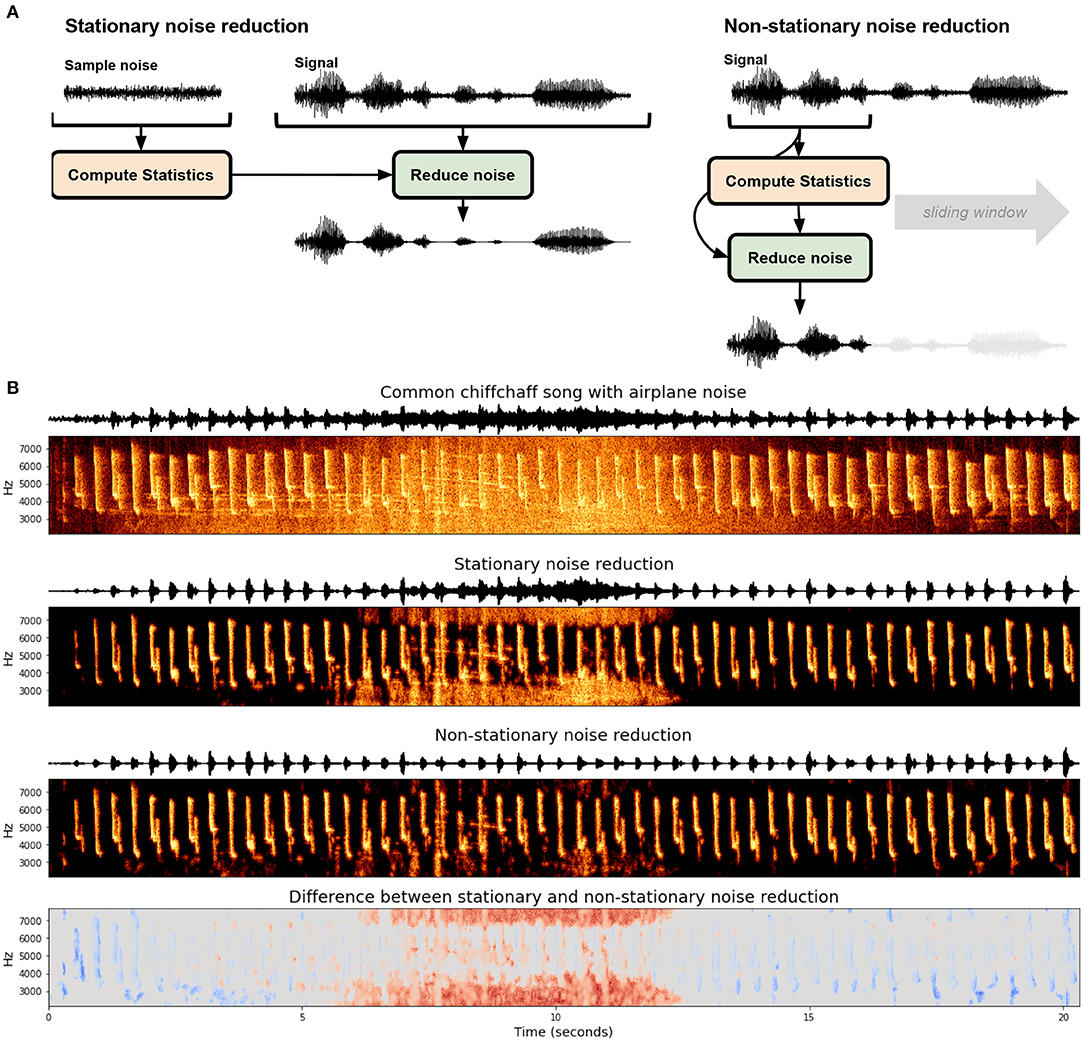 A
Stationary noise reduction
Non-stationary noise reduction
Sample noise
Signal
Signal
Compute Statistics
Reduce noise
Compute Statistics
sliding window
Reduce noise
B
Common chiffchaff song with airplane noise
7000
6000
5000
4000
3000
Hz
Stationary noise reduction
7000
6000
5000
4000
3000
Hz
Non-stationary noise reduction
7000
6000
5000
4000
3000
Hz
Difference between stationary and non-stationary noise reduction
7000
6000
5000
4000
3000
Hz
0 5 10 15 20
Time (seconds)